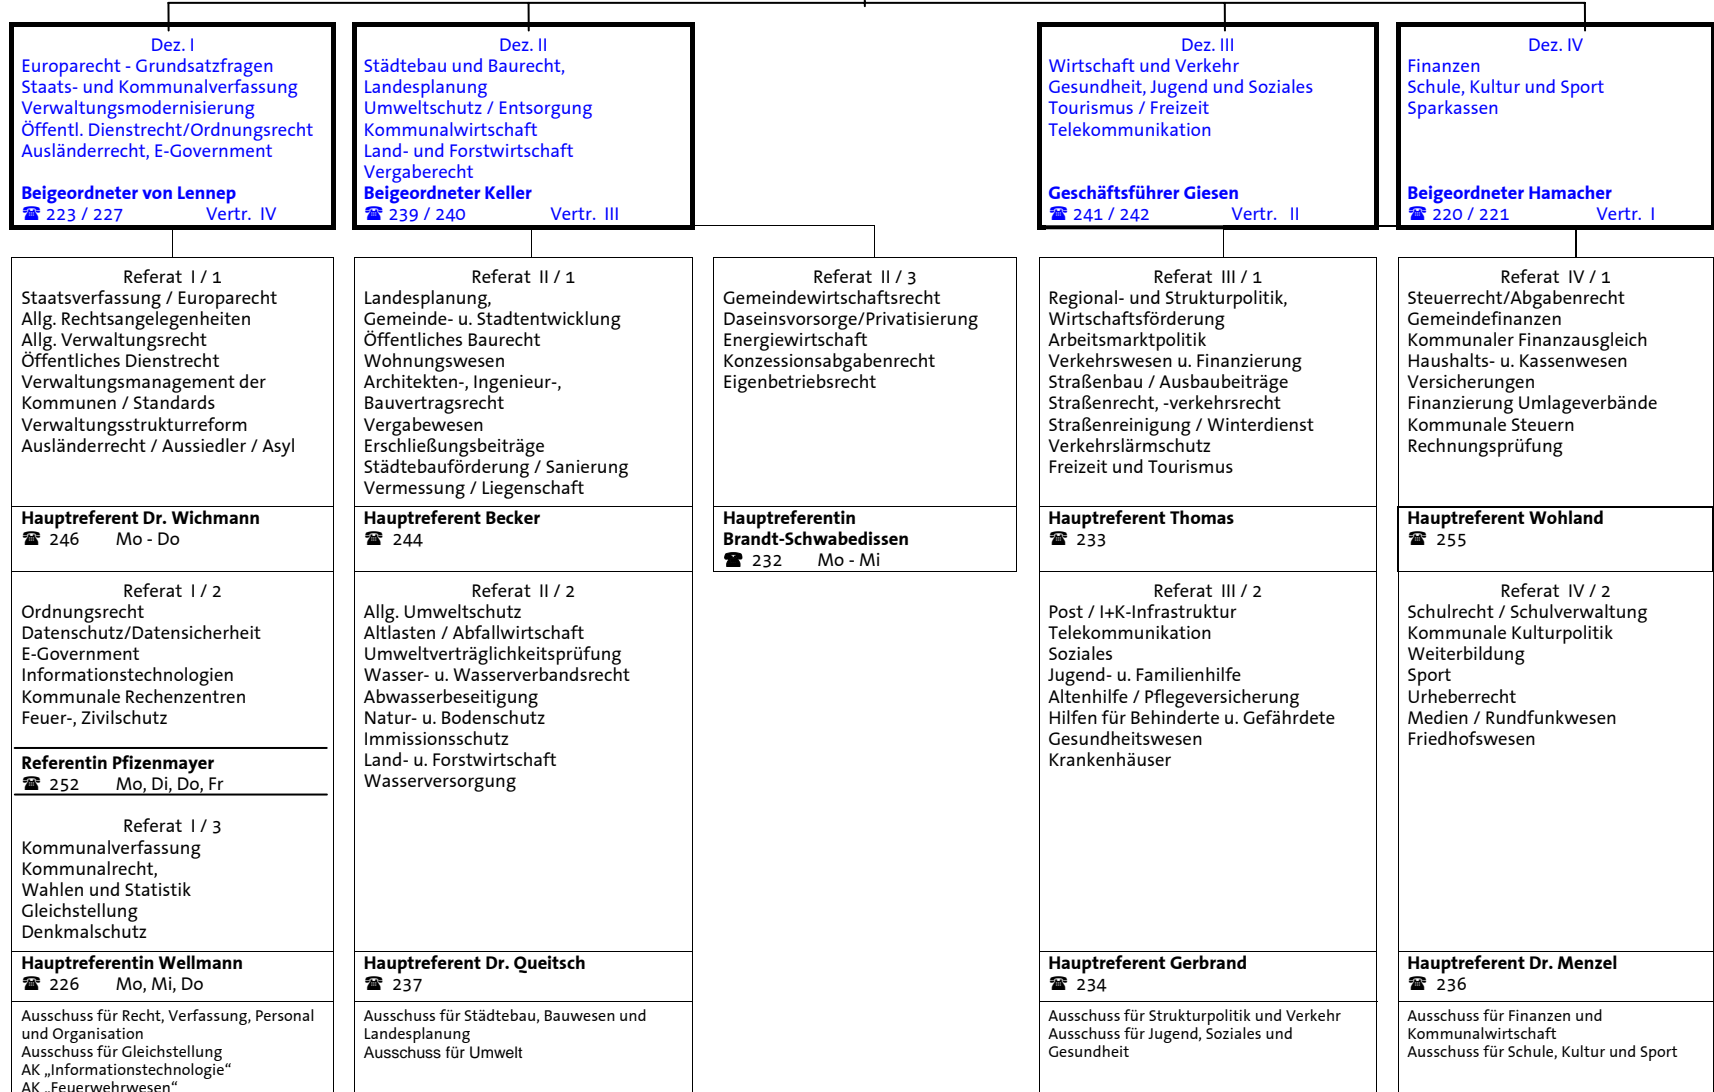 Dez. I
Europarecht - Grundsatzfragen
Staats- und Kommunalverfassung
Verwaltungsmodernisierung
Öffentl. Dienstrecht/Ordnungsrecht
Ausländerrecht, E-Government
Beigeordneter von Lennep
☎ 223 / 227 Vertr. IV
Dez. II
Städtebau und Baurecht,
Landesplanung
Umweltschutz / Entsorgung
Kommunalwirtschaft
Land- und Forstwirtschaft
Vergaberecht
Beigeordneter Keller
☎ 239 / 240 Vertr. III
Dez. III
Wirtschaft und Verkehr
Gesundheit, Jugend und Soziales
Tourismus / Freizeit
Telekommunikation
Geschäftsführer Giesen
☎ 241 / 242 Vertr. II
Dez. IV
Finanzen
Schule, Kultur und Sport
Sparkassen
Beigeordneter Hamacher
☎ 220 / 221 Vertr. I
Referat I / 1
Staatsverfassung / Europarecht
Allg. Rechtsangelegenheiten
Allg. Verwaltungsrecht
Öffentliches Dienstrecht
Verwaltungsmanagement der
Kommunen / Standards
Verwaltungsstrukturreform
Ausländerrecht / Aussiedler / Asyl
Hauptreferent Dr. Wichmann
☎ 246 Mo - Do
Referat II / 1
Landesplanung,
Gemeinde- u. Stadtentwicklung
Öffentliches Baurecht
Wohnungswesen
Architekten-, Ingenieur-,
Bauvertragsrecht
Vergabewesen
Erschließungsbeiträge
Städtebauförderung / Sanierung
Vermessung / Liegenschaft
Hauptreferent Becker
☎ 244
Referat II / 3
Gemeindewirtschaftsrecht
Daseinsvorsorge/Privatisierung
Energiewirtschaft
Konzessionsabgabenrecht
Eigenbetriebsrecht
Hauptreferentin
Brandt-Schwabedissen
☎ 232 Mo - Mi
Referat III / 1
Regional- und Strukturpolitik,
Wirtschaftsförderung
Arbeitsmarktpolitik
Verkehrswesen u. Finanzierung
Straßenbau / Ausbaubeiträge
Straßenrecht, -verkehrsrecht
Straßenreinigung / Winterdienst
Verkehrslärmschutz
Freizeit und Tourismus
Hauptreferent Thomas
☎ 233
Referat IV / 1
Steuerrecht/Abgabenrecht
Gemeindefinanzen
Kommunaler Finanzausgleich
Haushalts- u. Kassenwesen
Versicherungen
Finanzierung Umlageverbände
Kommunale Steuern
Rechnungsprüfung
Hauptreferent Wohland
☎ 255
Referat I / 2
Ordnungsrecht
Datenschutz/Datensicherheit
E-Government
Informationstechnologien
Kommunale Rechenzentren
Feuer-, Zivilschutz
Referentin Pfizenmayer
☎ 252 Mo, Di, Do, Fr
Referat I / 3
Kommunalverfassung
Kommunalrecht,
Wahlen und Statistik
Gleichstellung
Denkmalschutz
Hauptreferentin Wellmann
☎ 226 Mo, Mi, Do
Referat II / 2
Allg. Umweltschutz
Altlasten / Abfallwirtschaft
Umweltverträglichkeitsprüfung
Wasser- u. Wasserverbandsrecht
Abwasserbeseitigung
Natur- u. Bodenschutz
Immissionsschutz
Land- u. Forstwirtschaft
Wasserversorgung
Hauptreferent Dr. Queitsch
☎ 237
Referat III / 2
Post / I+K-Infrastruktur
Telekommunikation
Soziales
Jugend- u. Familienhilfe
Altenhilfe / Pflegeversicherung
Hilfen für Behinderte u. Gefährdete
Gesundheitswesen
Krankenhäuser
Hauptreferent Gerbrand
☎ 234
Referat IV / 2
Schulrecht / Schulverwaltung
Kommunale Kulturpolitik
Weiterbildung
Sport
Urheberrecht
Medien / Rundfunkwesen
Friedhofswesen
Hauptreferent Dr. Menzel
☎ 236
Ausschuss für Recht, Verfassung, Personal
und Organisation
Ausschuss für Gleichstellung
AK „Informationstechnologie“
AK „Feuerwehrwesen“
Ausschuss für Städtebau, Bauwesen und
Landesplanung
Ausschuss für Umwelt
Ausschuss für Strukturpolitik und Verkehr
Ausschuss für Jugend, Soziales und
Gesundheit
Ausschuss für Finanzen und
Kommunalwirtschaft
Ausschuss für Schule, Kultur und Sport